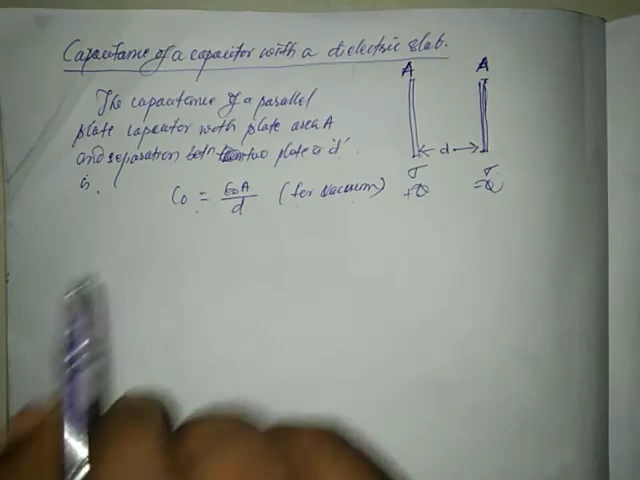 Capacitance of a capacitor with a dielectric slab.
The capacitance of a parallel
plate capacitor with plate area A
and separation betn two plate is 'd'
is.
C₀ = ε₀A/d (for vacuum)
A A
d
+Q -Q